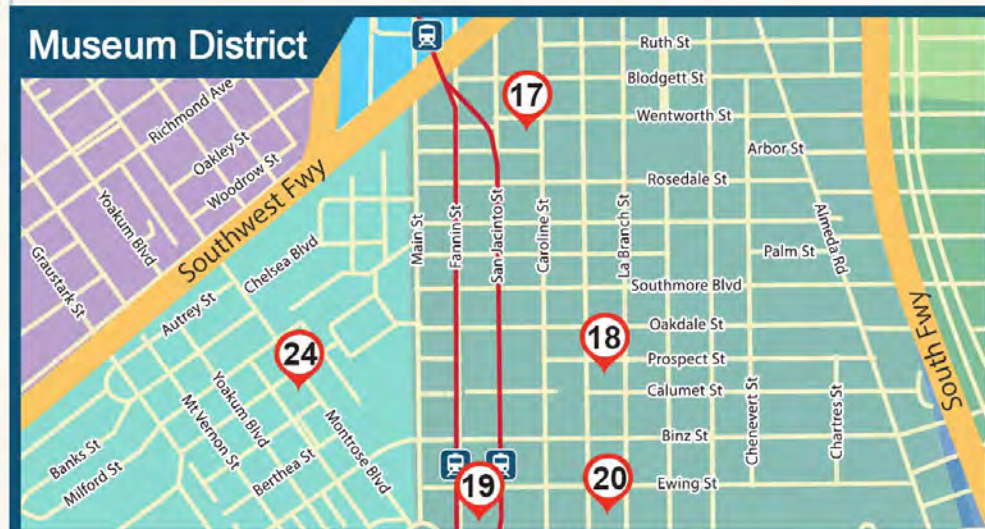 Museum District
Ruth St
Blodgett St
17
Wentworth St
Richmond Ave
Oakley St
Woodrow St
Arbor St
Rosedale St
Yoakum Blvd
Southwest Fwy
Graustark St
Chelsea Blvd
Main St
Fannin St
San Jacinto St
Caroline St
La Branch St
Almeda Rd
Palm St
Southmore Blvd
Autrey St
Oakdale St
18
24
Prospect St
South Fwy
Calumet St
Yoakum Blvd
Mt Vernon St
Montrose Blvd
Chenevert St
Chartres St
Binz St
Banks St
Milford St
Berthea St
19
20
Ewing St